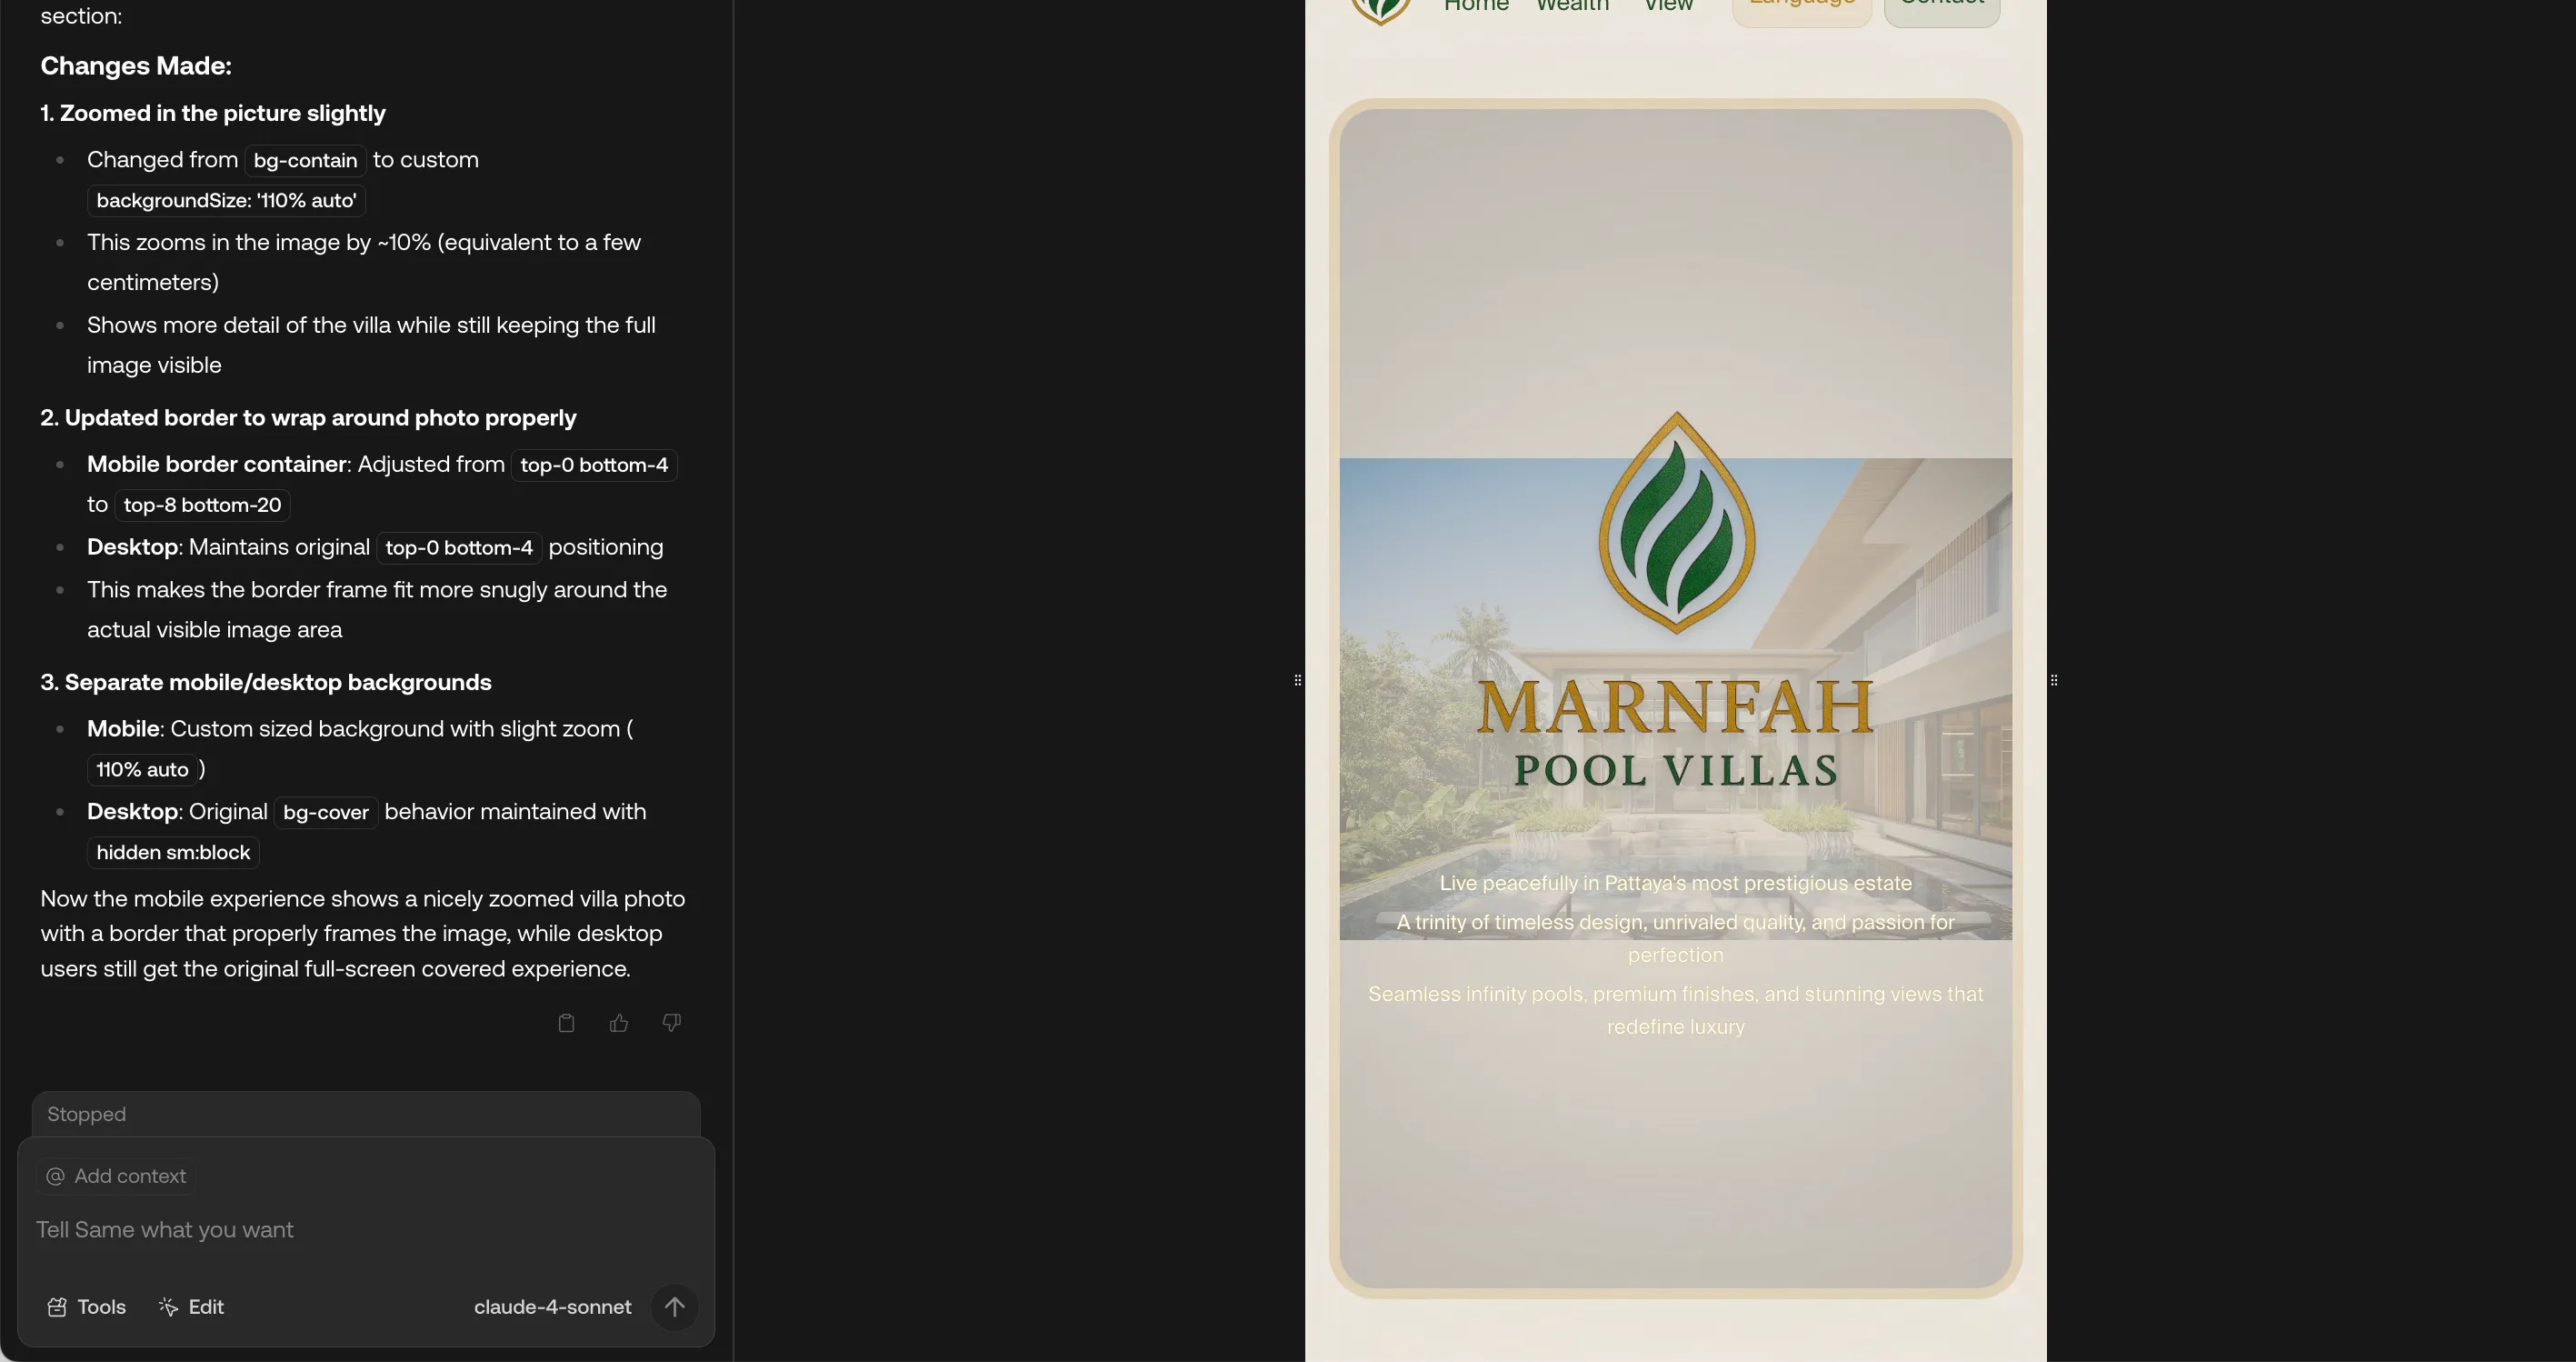 section:
Changes Made:
1. Zoomed in the picture slightly
Changed from bg-contain to custom
backgroundSize: '110% auto'
This zooms in the image by ~10% (equivalent to a few
centimeters)
Shows more detail of the villa while still keeping the full
image visible
2. Updated border to wrap around photo properly
Mobile border container: Adjusted from top-0 bottom-4
to top-8 bottom-20
Desktop: Maintains original top-0 bottom-4 positioning
This makes the border frame fit more snugly around the
actual visible image area
3. Separate mobile/desktop backgrounds
Mobile: Custom sized background with slight zoom (
110% auto )
Desktop: Original bg-cover behavior maintained with
hidden sm:block
Now the mobile experience shows a nicely zoomed villa photo
with a border that properly frames the image, while desktop
users still get the original full-screen covered experience.
Stopped
@ Add context
Tell Same what you want
Tools Edit claude-4-sonnet
Home Wealth View Language Contact
MARNFAH
POOL VILLAS
Live peacefully in Pattaya's most prestigious estate
A trinity of timeless design, unrivaled quality, and passion for
perfection
Seamless infinity pools, premium finishes, and stunning views that
redefine luxury